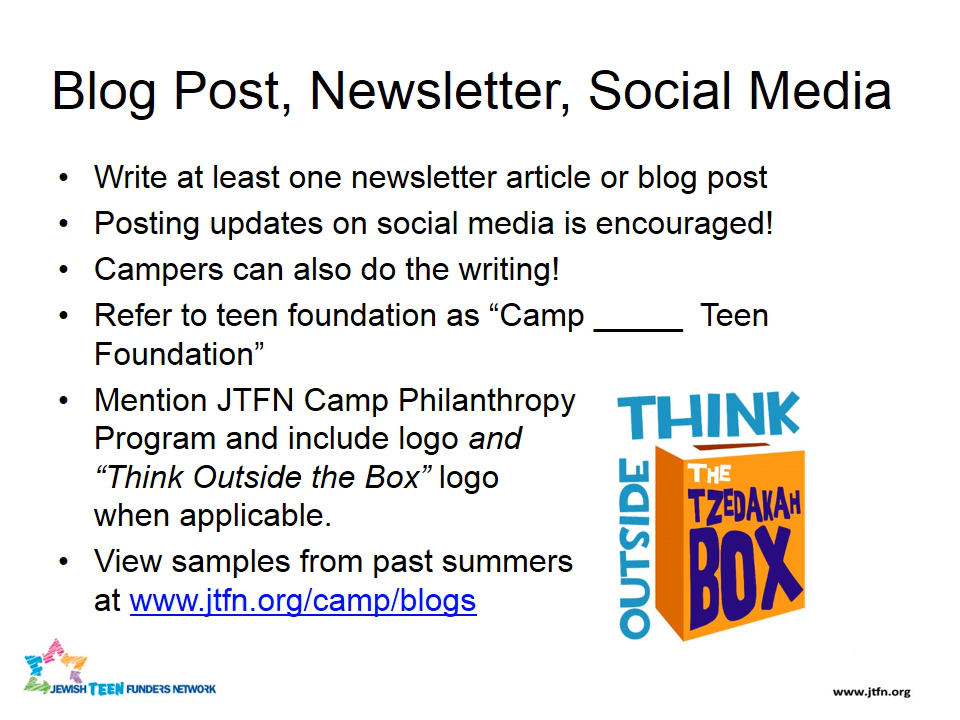 Blog Post, Newsletter, Social Media
• Write at least one newsletter article or blog post
• Posting updates on social media is encouraged!
• Campers can also do the writing!
• Refer to teen foundation as “Camp _____ Teen
Foundation”
• Mention JTFN Camp Philanthropy
Program and include logo and
“Think Outside the Box” logo
when applicable.
• View samples from past summers
at www.jtfn.org/camp/blogs
THINK
OUTSIDE
THE
TZEDAKAH
BOX
JEWISH TEEN FUNDERS NETWORK
www.jtfn.org